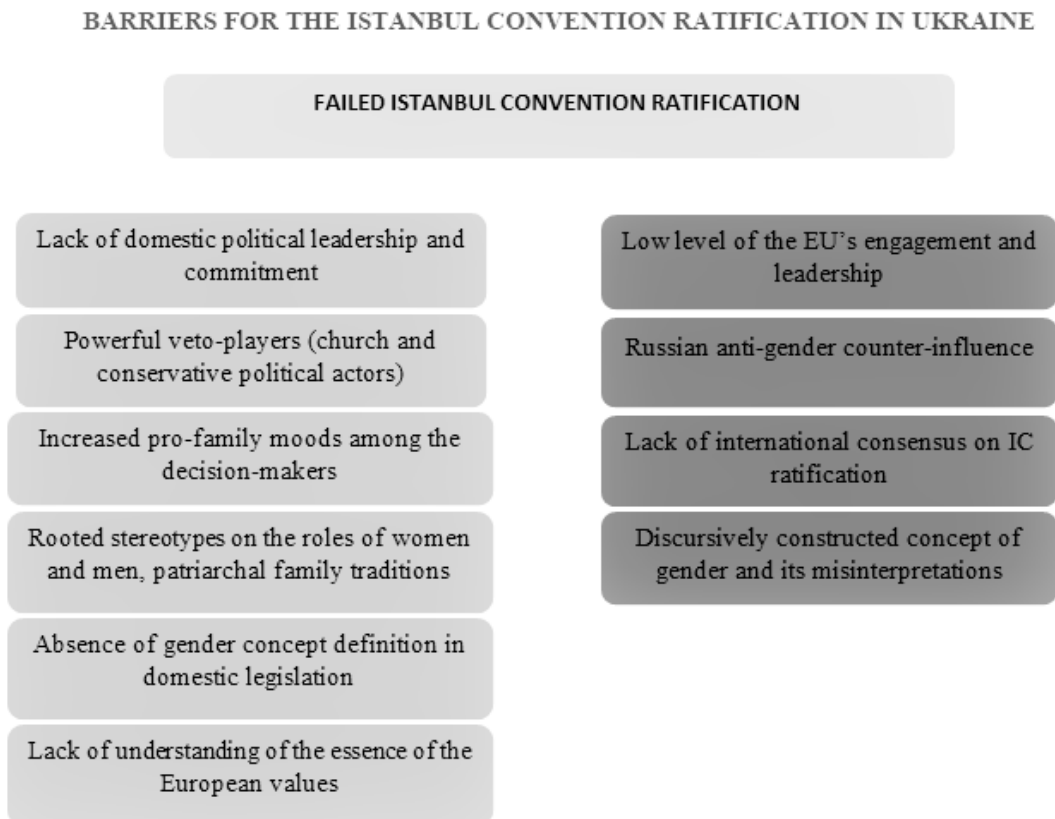 BARRIERS FOR THE ISTANBUL CONVENTION RATIFICATION IN UKRAINE
FAILED ISTANBUL CONVENTION RATIFICATION
Lack of domestic political leadership and
commitment
Powerful veto-players (church and
conservative political actors)
Increased pro-family moods among the
decision-makers
Rooted stereotypes on the roles of women
and men, patriarchal family traditions
Absence of gender concept definition in
domestic legislation
Lack of understanding of the essence of the
European values
Low level of the EU’s engagement and
leadership
Russian anti-gender counter-influence
Lack of international consensus on IC
ratification
Discursively constructed concept of
gender and its misinterpretations